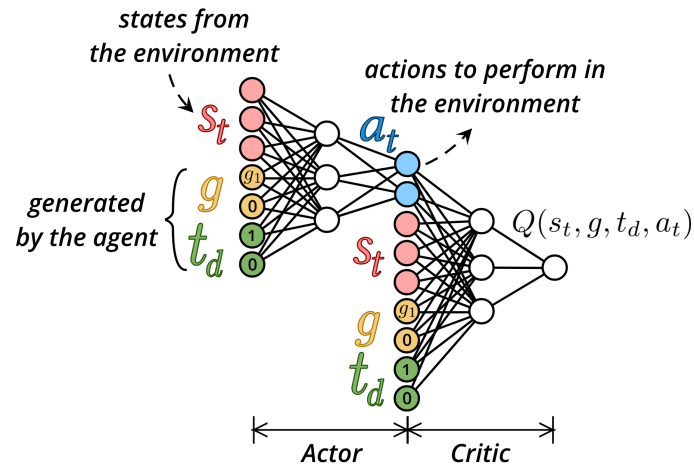 states from
the environment
actions to perform in
the environment
s_t
a_t
g
g_1
0
generated
by the agent
t_d
1
0
Q(s_t, g, t_d, a_t)
s_t
g
g_1
0
t_d
1
0
Actor
Critic